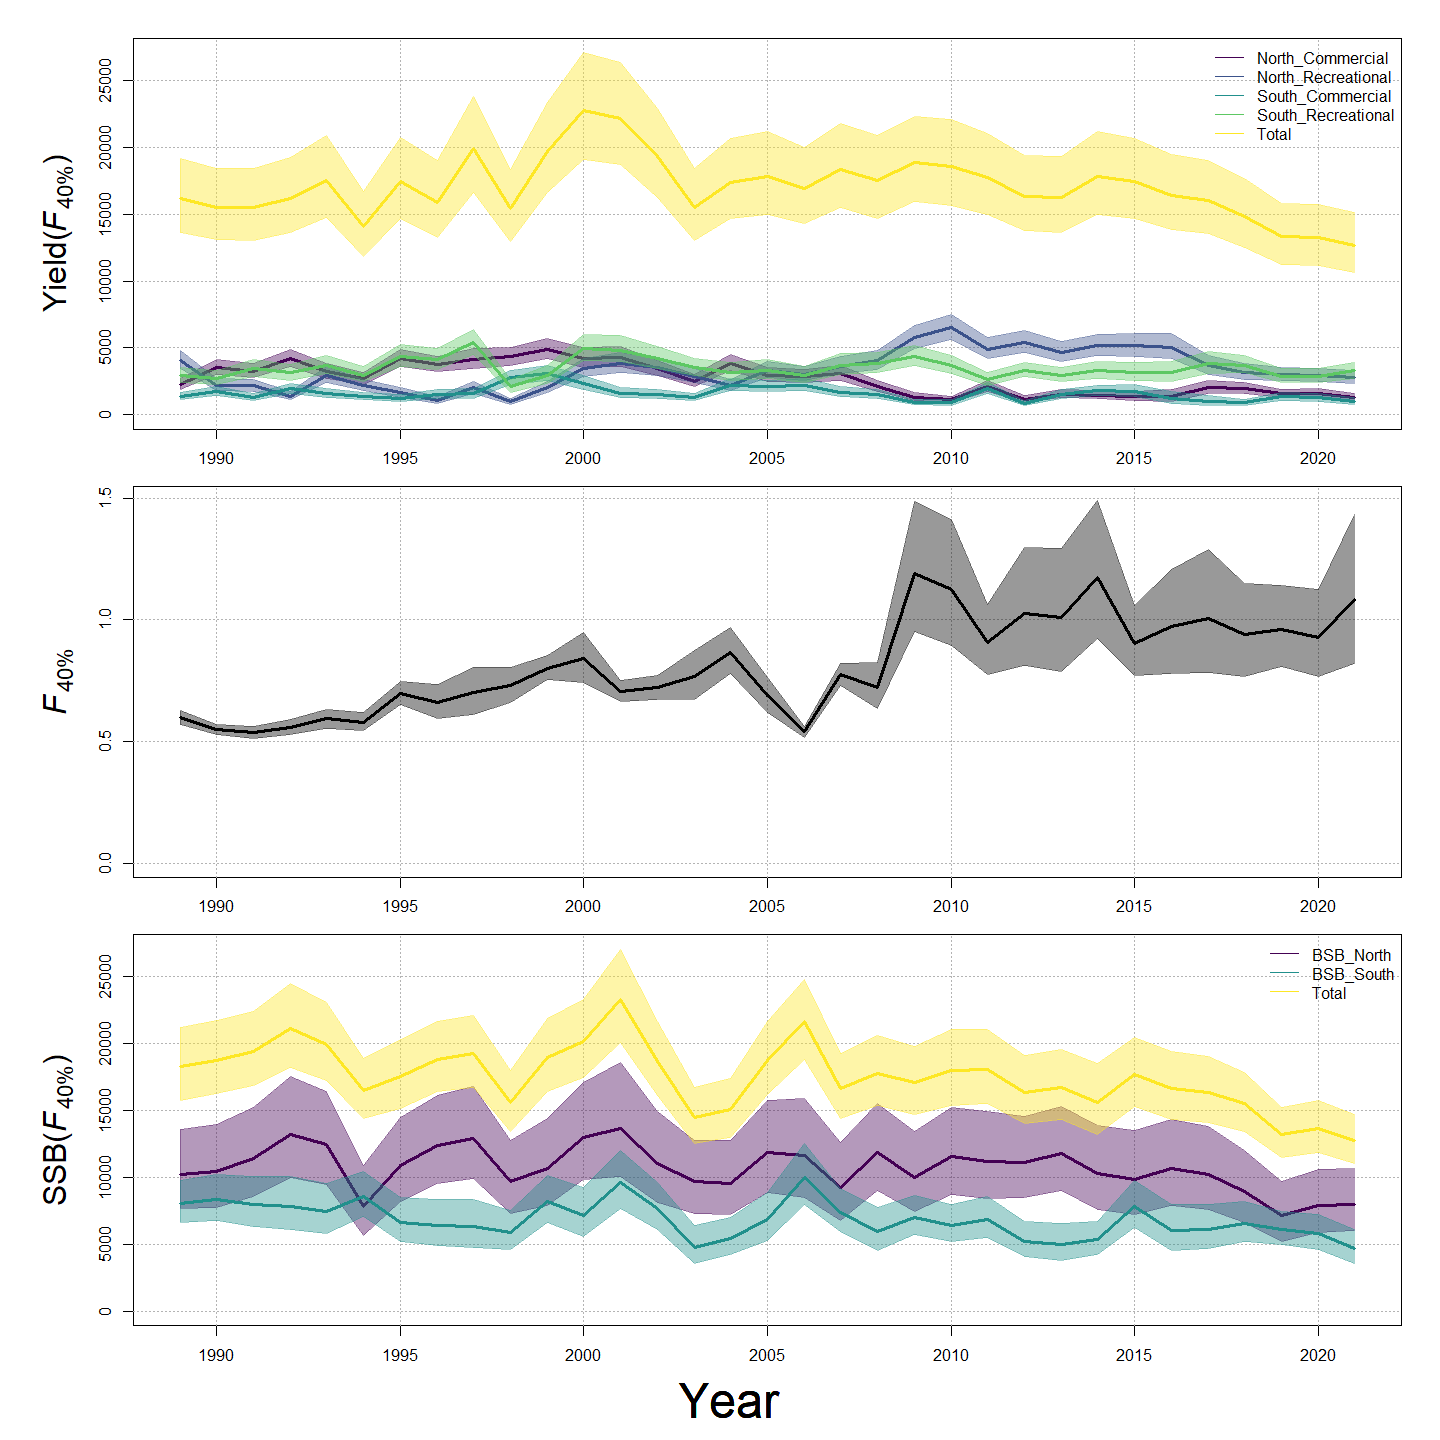 Yield(F40%)
0
5000
10000
15000
20000
25000
North_Commercial
North_Recreational
South_Commercial
South_Recreational
Total
1990 1995 2000 2005 2010 2015 2020
F40%
0.0
0.5
1.0
1.5
1990 1995 2000 2005 2010 2015 2020
SSB(F40%)
0
5000
10000
15000
20000
25000
BSB_North
BSB_South
Total
1990 1995 2000 2005 2010 2015 2020
Year